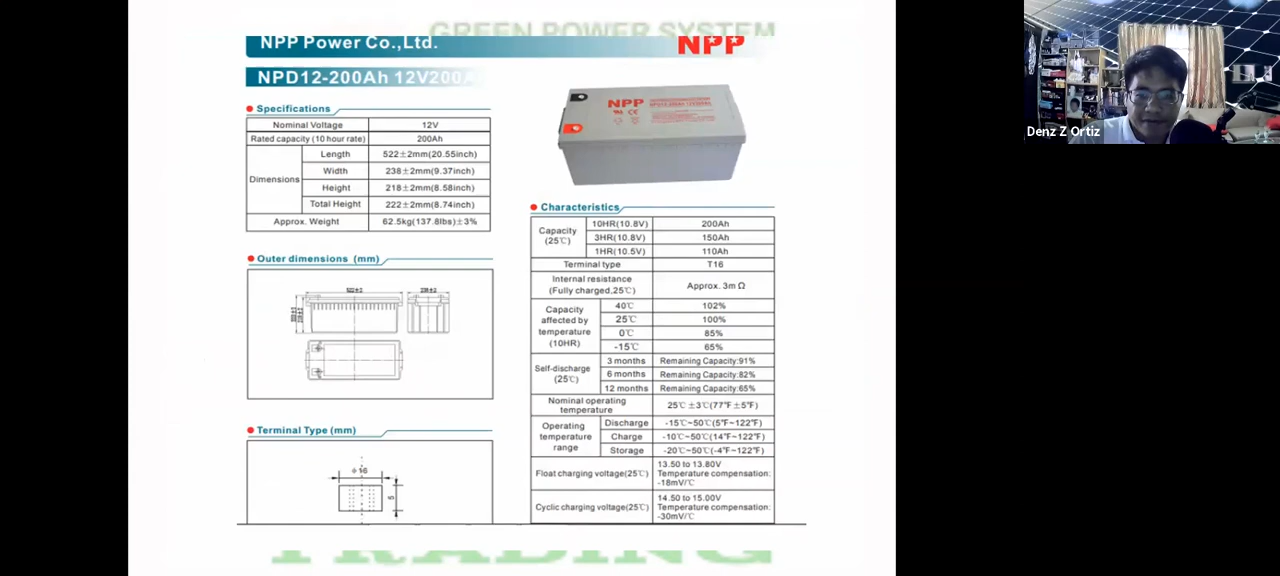 GREEN POWER SYSTEM
NPP Power Co.,Ltd.
NPP
NPD12-200Ah 12V200A
Specifications
Nominal Voltage 12V
Rated capacity (10 hour rate) 200Ah
Dimensions
Length 522±2mm(20.55inch)
Width 238±2mm(9.37inch)
Height 218±2mm(8.58inch)
Total Height 222±2mm(8.74inch)
Approx. Weight 62.5kg(137.8lbs)±3%
Outer dimensions (mm)
522±2
238±2
Terminal Type (mm)
ϕ16
5
NPP
Characteristics
Capacity (25℃)
10HR(10.8V) 200Ah
3HR(10.8V) 150Ah
1HR(10.5V) 110Ah
Terminal type T16
Internal resistance
(Fully charged,25℃) Approx. 3mΩ
Capacity affected by temperature (10HR)
40℃ 102%
25℃ 100%
0℃ 85%
-15℃ 65%
Self-discharge (25℃)
3 months Remaining Capacity:91%
6 months Remaining Capacity:82%
12 months Remaining Capacity:65%
Nominal operating temperature 25℃ ±3℃(77℉ ±5℉)
Operating temperature range
Discharge -15℃~50℃(5℉~122℉)
Charge -10℃~50℃(14℉~122℉)
Storage -20℃~50℃(-4℉~122℉)
Float charging voltage(25℃) 13.50 to 13.80V
Temperature compensation:
-18mV/℃
Cyclic charging voltage(25℃) 14.50 to 15.00V
Temperature compensation:
-30mV/℃
TRADING
Denz Z Ortiz